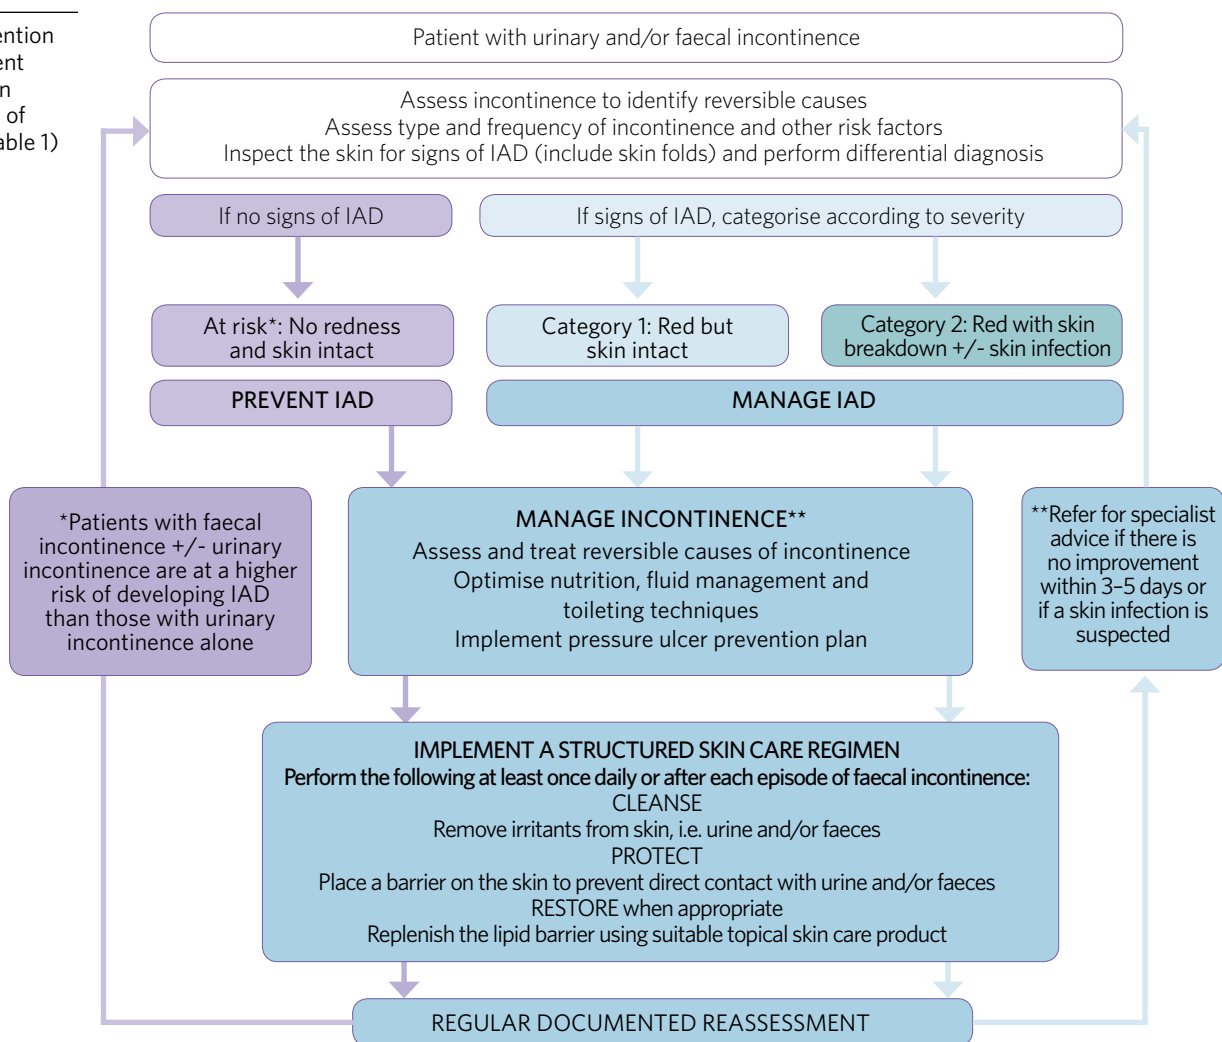 ention
ent
n
of
able 1)
Patient with urinary and/or faecal incontinence
Assess incontinence to identify reversible causes
Assess type and frequency of incontinence and other risk factors
Inspect the skin for signs of IAD (include skin folds) and perform differential diagnosis
If no signs of IAD
If signs of IAD, categorise according to severity
At risk*: No redness
and skin intact
Category 1: Red but
skin intact
Category 2: Red with skin
breakdown +/- skin infection
PREVENT IAD
MANAGE IAD
*Patients with faecal
incontinence +/- urinary
incontinence are at a higher
risk of developing IAD
than those with urinary
incontinence alone
MANAGE INCONTINENCE**
Assess and treat reversible causes of incontinence
Optimise nutrition, fluid management and
toileting techniques
Implement pressure ulcer prevention plan
**Refer for specialist
advice if there is
no improvement
within 3–5 days or
if a skin infection is
suspected
IMPLEMENT A STRUCTURED SKIN CARE REGIMEN
Perform the following at least once daily or after each episode of faecal incontinence:
CLEANSE
Remove irritants from skin, i.e. urine and/or faeces
PROTECT
Place a barrier on the skin to prevent direct contact with urine and/or faeces
RESTORE when appropriate
Replenish the lipid barrier using suitable topical skin care product
REGULAR DOCUMENTED REASSESSMENT